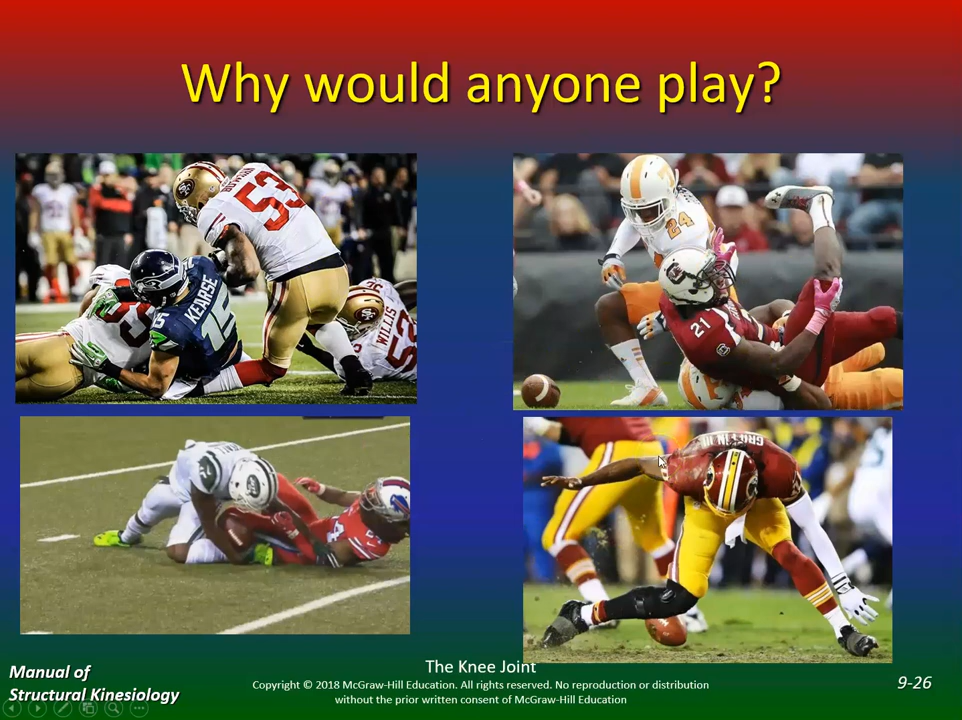 Why would anyone play?
BOWMAN
53
KEARSE
15
WILLIS
52
24
21
GRIFFIN III
The Knee Joint
Manual of
Structural Kinesiology
Copyright © 2018 McGraw-Hill Education. All rights reserved. No reproduction or distribution
without the prior written consent of McGraw-Hill Education
9-26